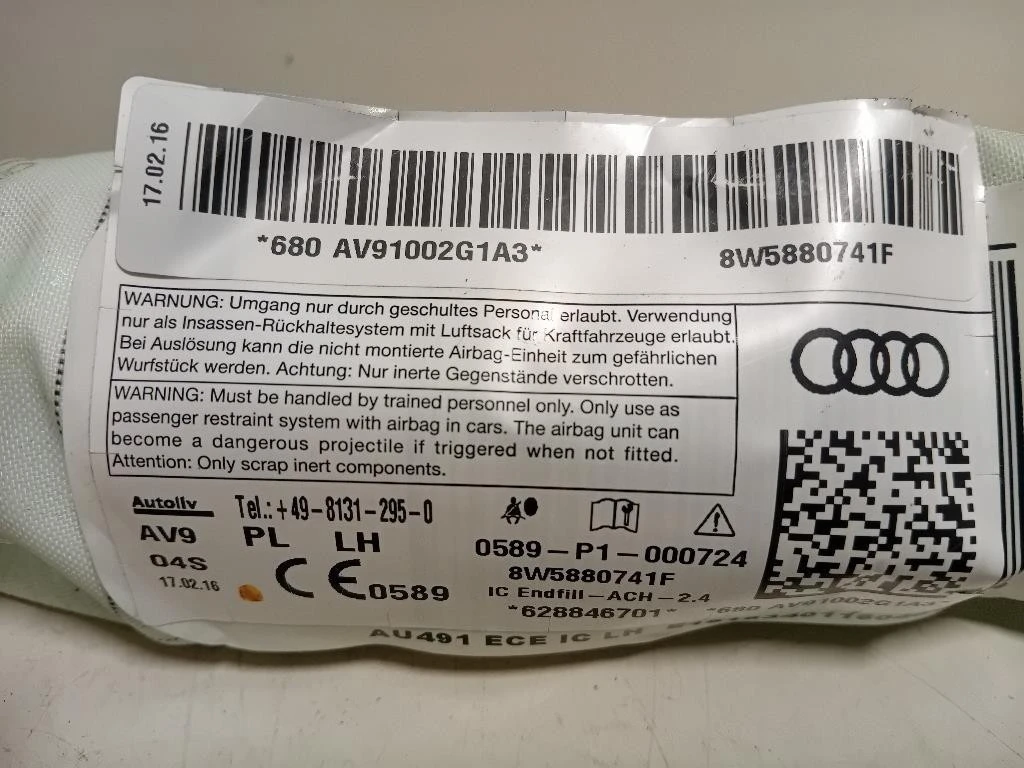 17.02.16
*680 AV91002G1A3*
8W5880741F
WARNUNG: Umgang nur durch geschultes Personal erlaubt. Verwendung
nur als Insassen-Rückhaltesystem mit Luftsack für Kraftfahrzeuge erlaubt.
Bei Auslösung kann die nicht montierte Airbag-Einheit zum gefährlichen
Wurfstück werden. Achtung: Nur inerte Gegenstände verschrotten.
WARNING: Must be handled by trained personnel only. Only use as
passenger restraint system with airbag in cars. The airbag unit can
become a dangerous projectile if triggered when not fitted.
Attention: Only scrap inert components.
Autoliv
Tel.: +49-8131-295-0
AV9
PL LH
04S
17.02.16
CE 0589
0589-P1-000724
8W5880741F
IC Endfill-ACH-2.4
*628846701*
*680 AV91002G1A3*
AU491 ECE IC LH